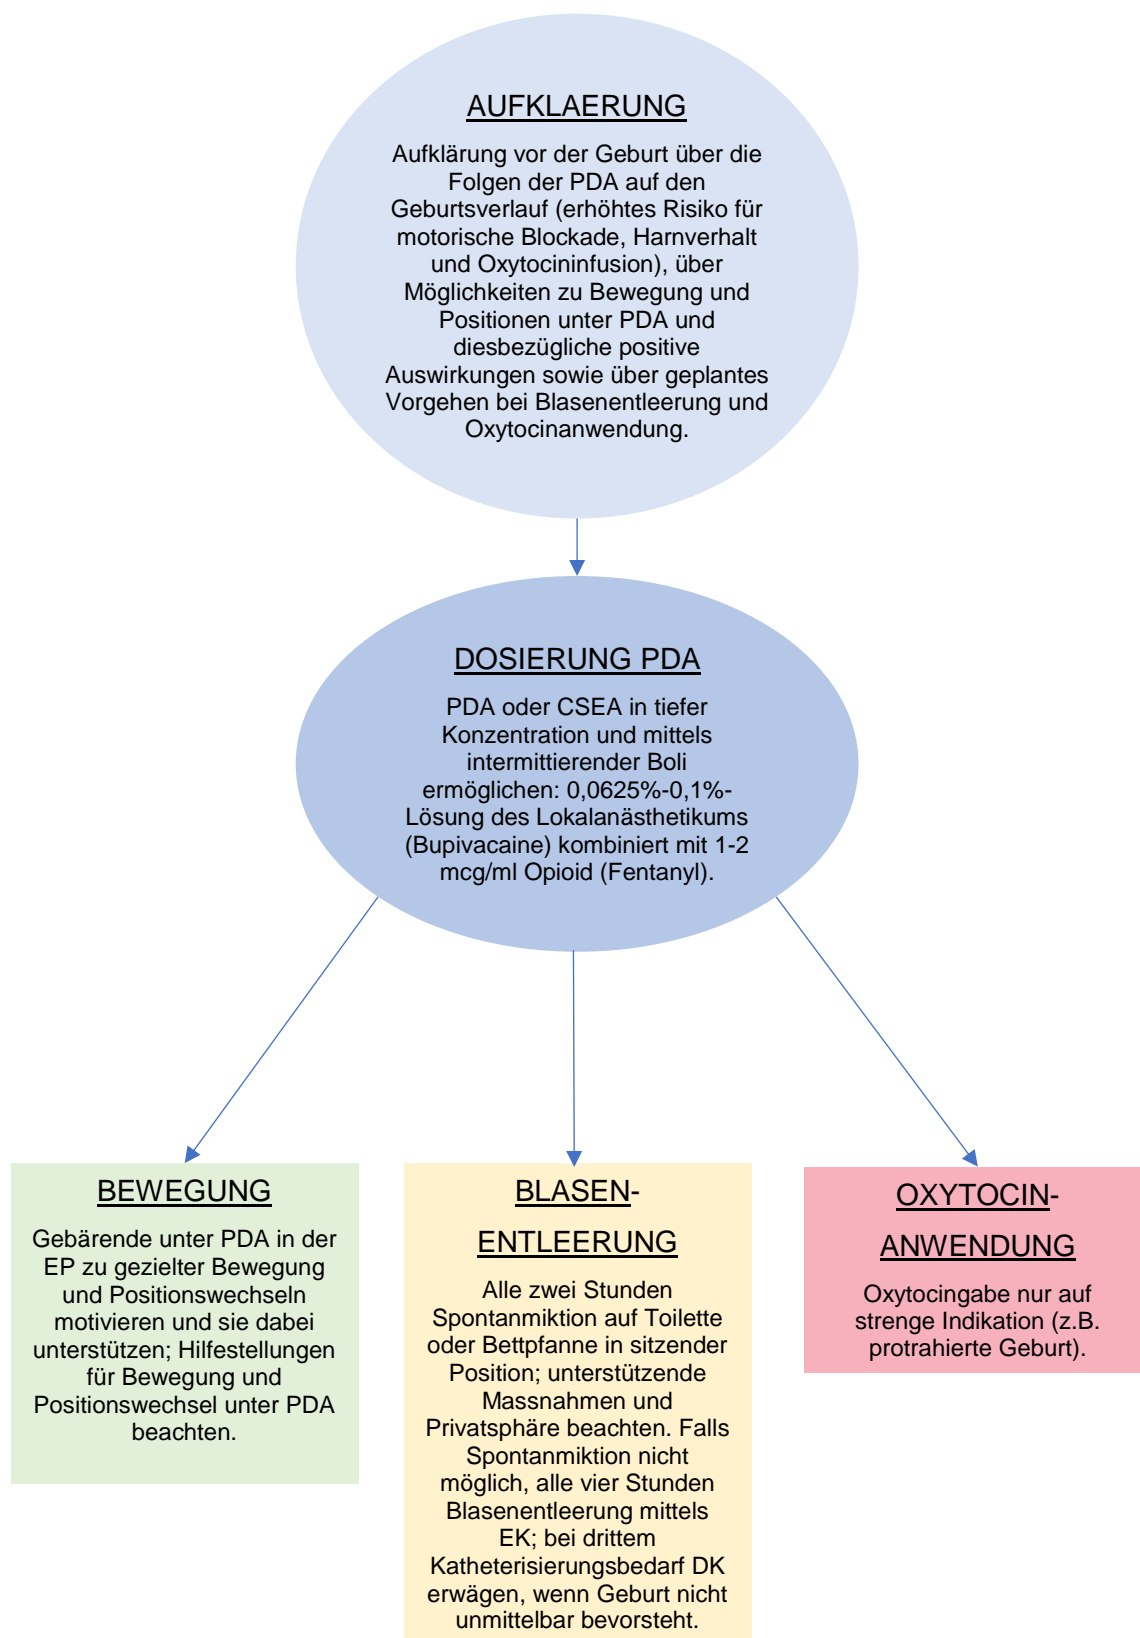 AUFKLAERUNG
Aufklärung vor der Geburt über die
Folgen der PDA auf den
Geburtsverlauf (erhöhtes Risiko für
motorische Blockade, Harnverhalt
und Oxytocininfusion), über
Möglichkeiten zu Bewegung und
Positionen unter PDA und
diesbezügliche positive
Auswirkungen sowie über geplantes
Vorgehen bei Blasenentleerung und
Oxytocinanwendung.
DOSIERUNG PDA
PDA oder CSEA in tiefer
Konzentration und mittels
intermittierender Boli
ermöglichen: 0,0625%-0,1%-
Lösung des Lokalanästhetikums
(Bupivacaine) kombiniert mit 1-2
mcg/ml Opioid (Fentanyl).
BEWEGUNG
Gebärende unter PDA in der
EP zu gezielter Bewegung
und Positionswechseln
motivieren und sie dabei
unterstützen; Hilfestellungen
für Bewegung und
Positionswechsel unter PDA
beachten.
BLASEN-
ENTLEERUNG
Alle zwei Stunden
Spontanmiktion auf Toilette
oder Bettpfanne in sitzender
Position; unterstützende
Massnahmen und
Privatsphäre beachten. Falls
Spontanmiktion nicht
möglich, alle vier Stunden
Blasenentleerung mittels
EK; bei drittem
Katheterisierungsbedarf DK
erwägen, wenn Geburt nicht
unmittelbar bevorsteht.
OXYTOCIN-
ANWENDUNG
Oxytocingabe nur auf
strenge Indikation (z.B.
protrahierte Geburt).